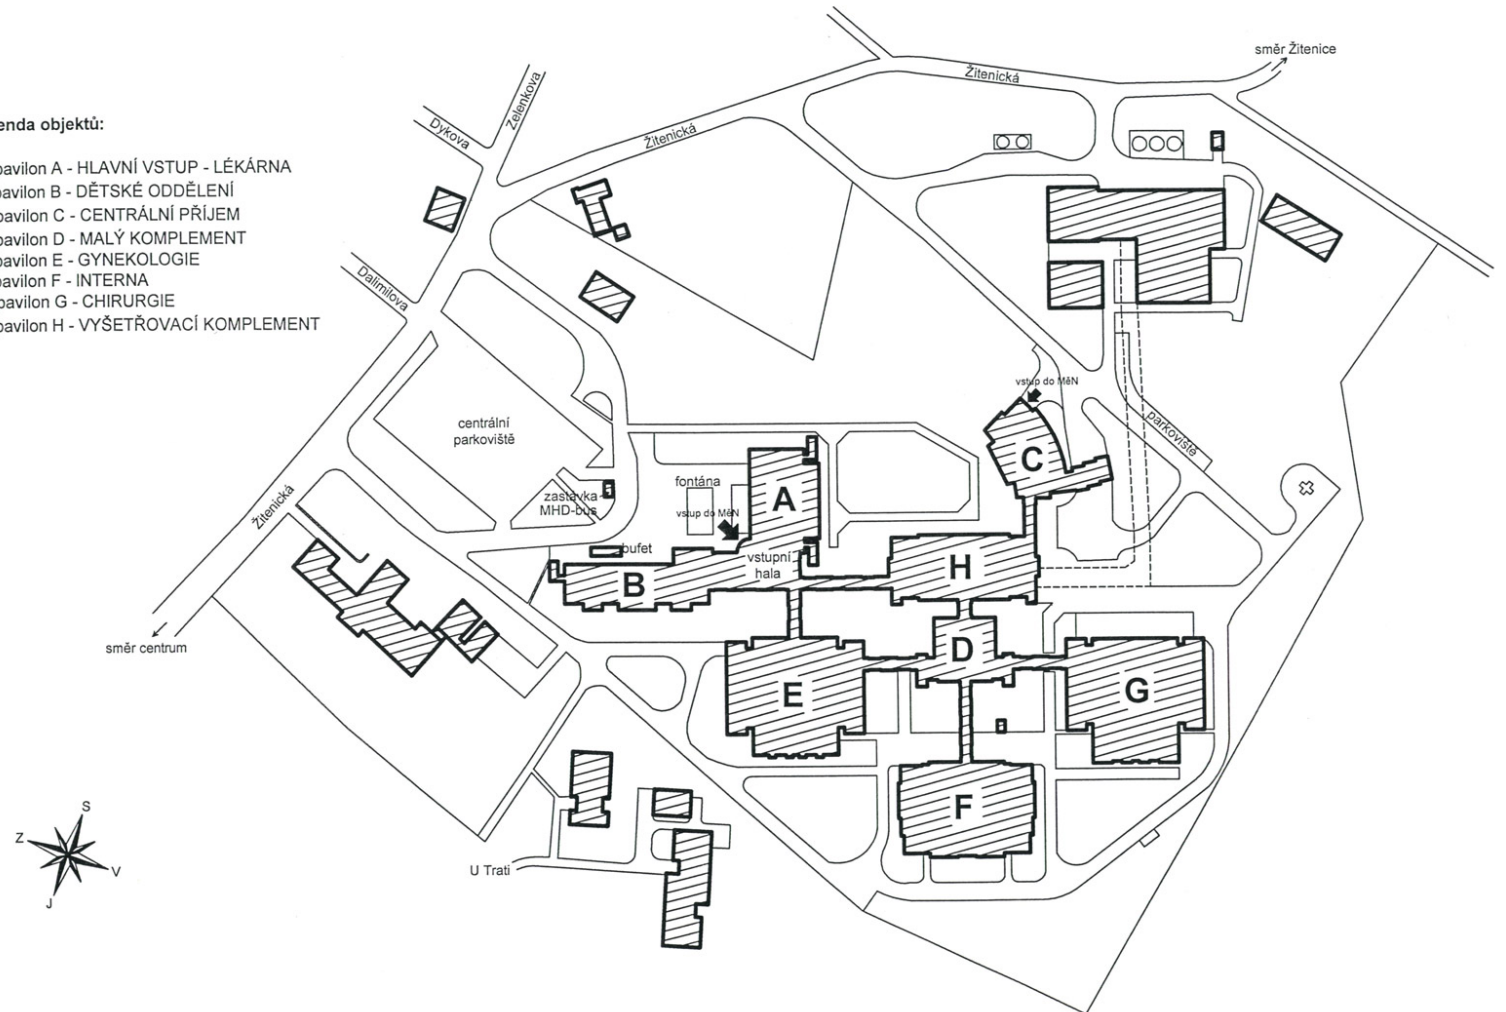 enda objektů:
pavilon A - HLAVNÍ VSTUP - LÉKÁRNA
pavilon B - DĚTSKÉ ODDĚLENÍ
pavilon C - CENTRÁLNÍ PŘÍJEM
pavilon D - MALÝ KOMPLEMENT
pavilon E - GYNEKOLOGIE
pavilon F - INTERNA
pavilon G - CHIRURGIE
pavilon H - VYŠETŘOVACÍ KOMPLEMENT
směr Žitenice
Žitenická
Zelenkova
Dykova
Žitenická
Dalimilova
vstup do MěN
parkoviště
centrální
parkoviště
C
fontána
A
zastávka
MHD-bus
vstup do MěN
Žitenická
bufet
vstupní
hala
B
H
směr centrum
D
E
G
F
S
Z
V
J
U Trati